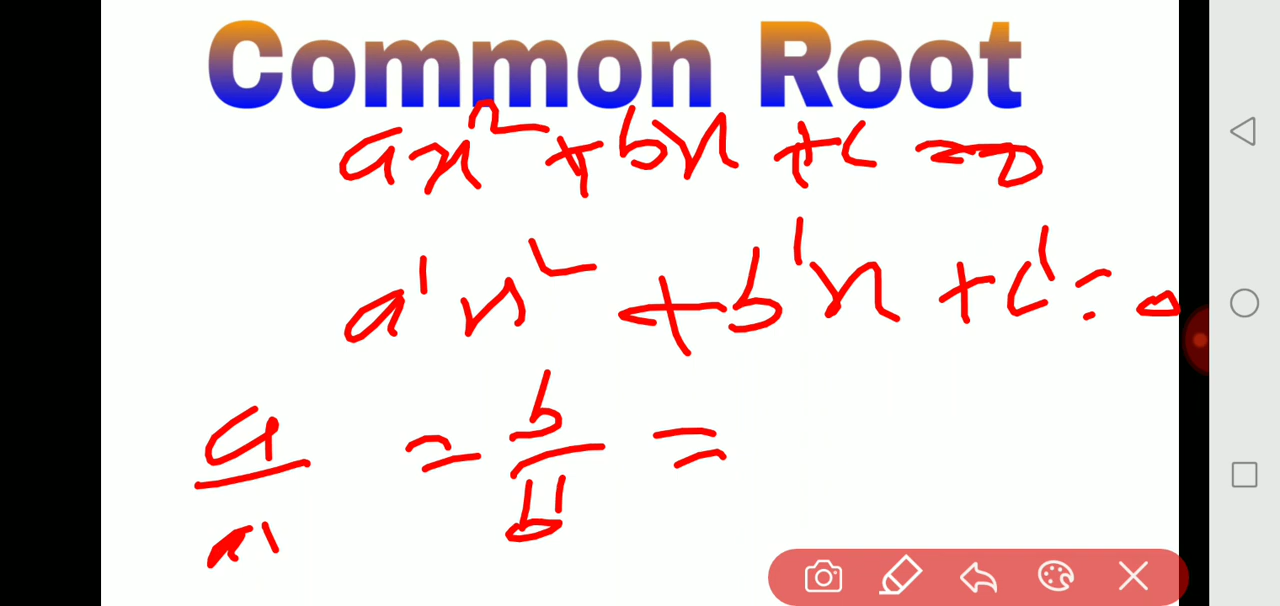 Common Root
ax² + bx + c = 0
a'x² + b'x + c' = 0
a/a' = b/b' =